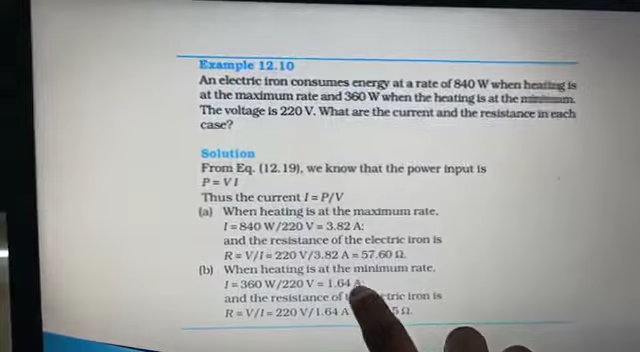 Example 12.10
An electric iron consumes energy at a rate of 840 W when heating is
at the maximum rate and 360 W when the heating is at the minimum.
The voltage is 220 V. What are the current and the resistance in each
case?
Solution
From Eq. (12.19), we know that the power input is
P = V I
Thus the current I = P/V
(a) When heating is at the maximum rate,
I = 840 W/220 V = 3.82 A;
and the resistance of the electric iron is
R = V/I = 220 V/3.82 A = 57.60 Ω.
(b) When heating is at the minimum rate,
I = 360 W/220 V = 1.64 A;
and the resistance of tric iron is
R = V/I = 220 V/1.64 A 5 Ω.